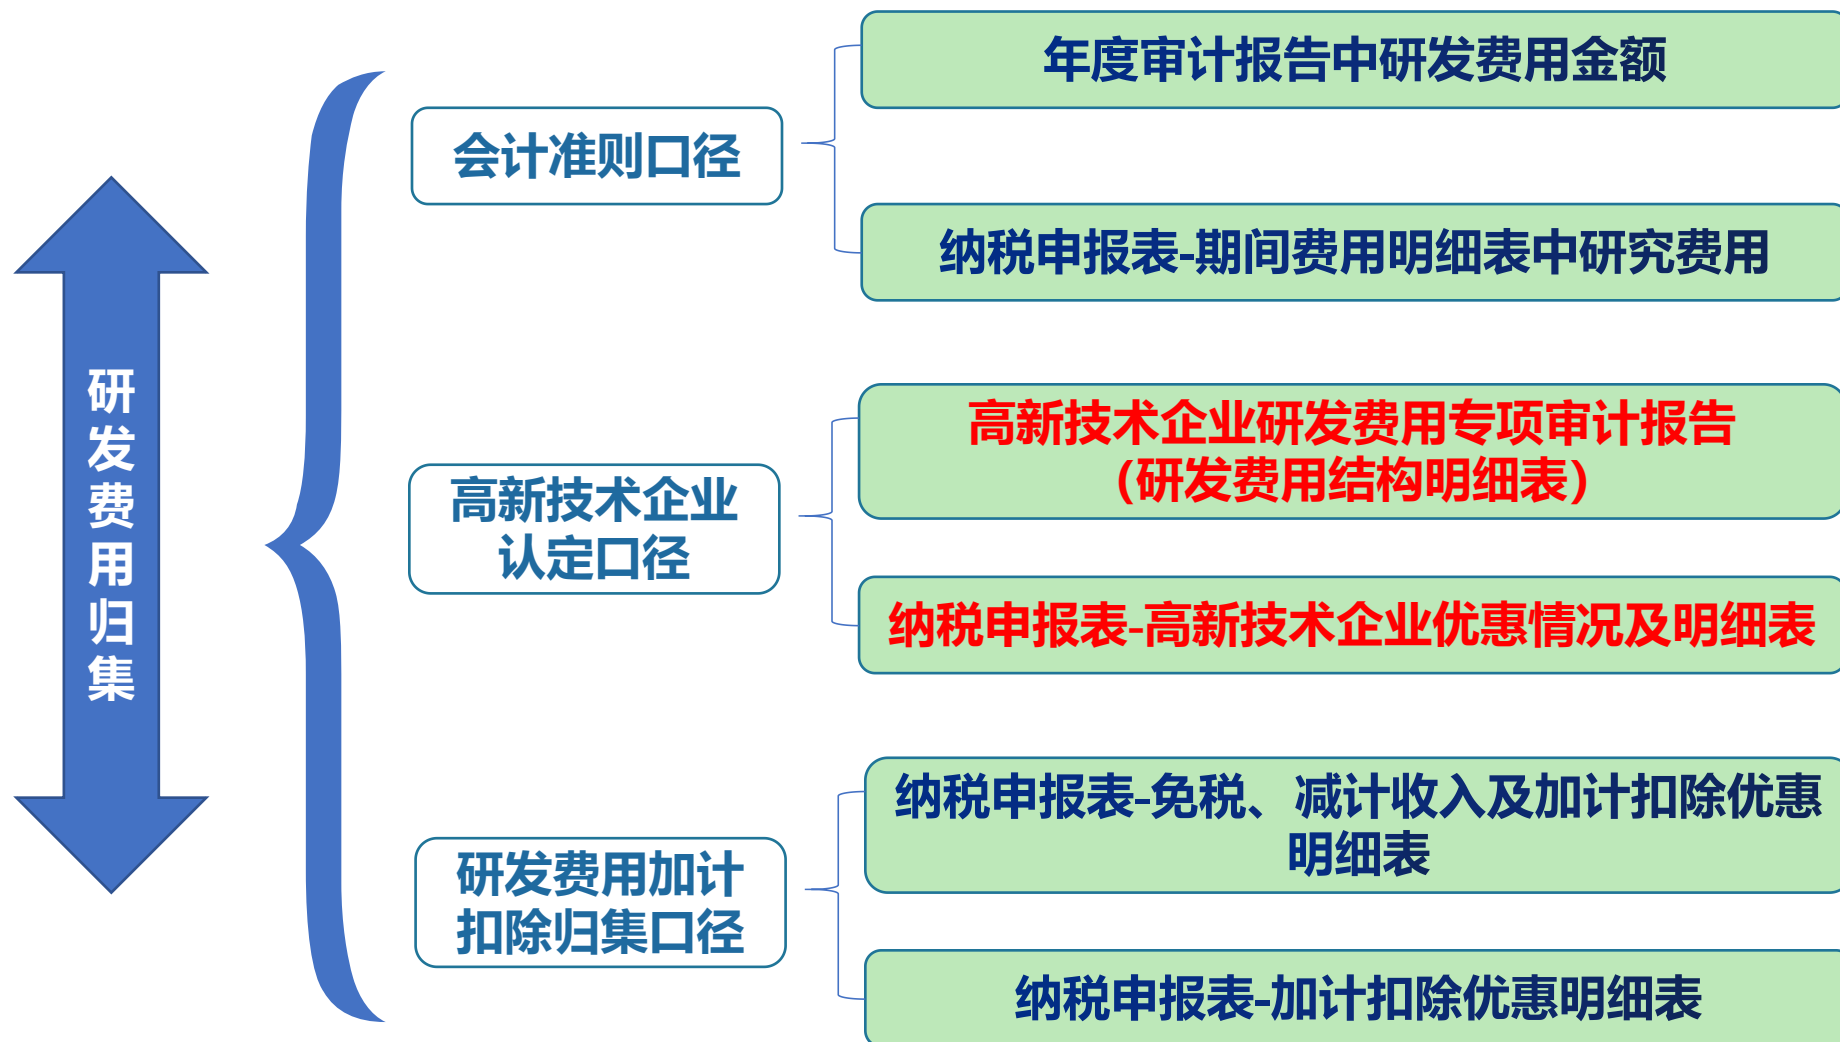 研发费用归集
会计准则口径
年度审计报告中研发费用金额
纳税申报表-期间费用明细表中研究费用
高新技术企业
认定口径
高新技术企业研发费用专项审计报告
（研发费用结构明细表）
纳税申报表-高新技术企业优惠情况及明细表
研发费用加计
扣除归集口径
纳税申报表-免税、减计收入及加计扣除优惠
明细表
纳税申报表-加计扣除优惠明细表